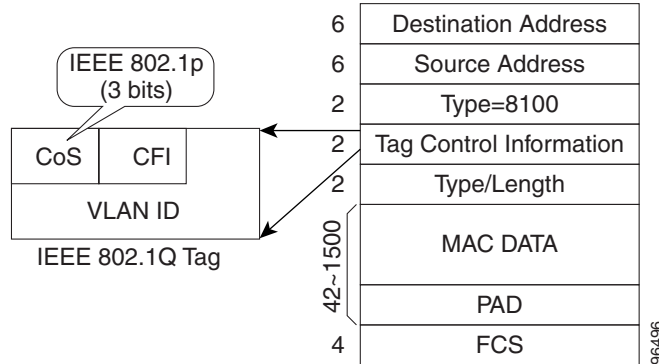 IEEE 802.1p
(3 bits)
CoS
CFI
VLAN ID
IEEE 802.1Q Tag
6 Destination Address
6 Source Address
2 Type=8100
2 Tag Control Information
2 Type/Length
42~1500
MAC DATA
PAD
4 FCS
96496